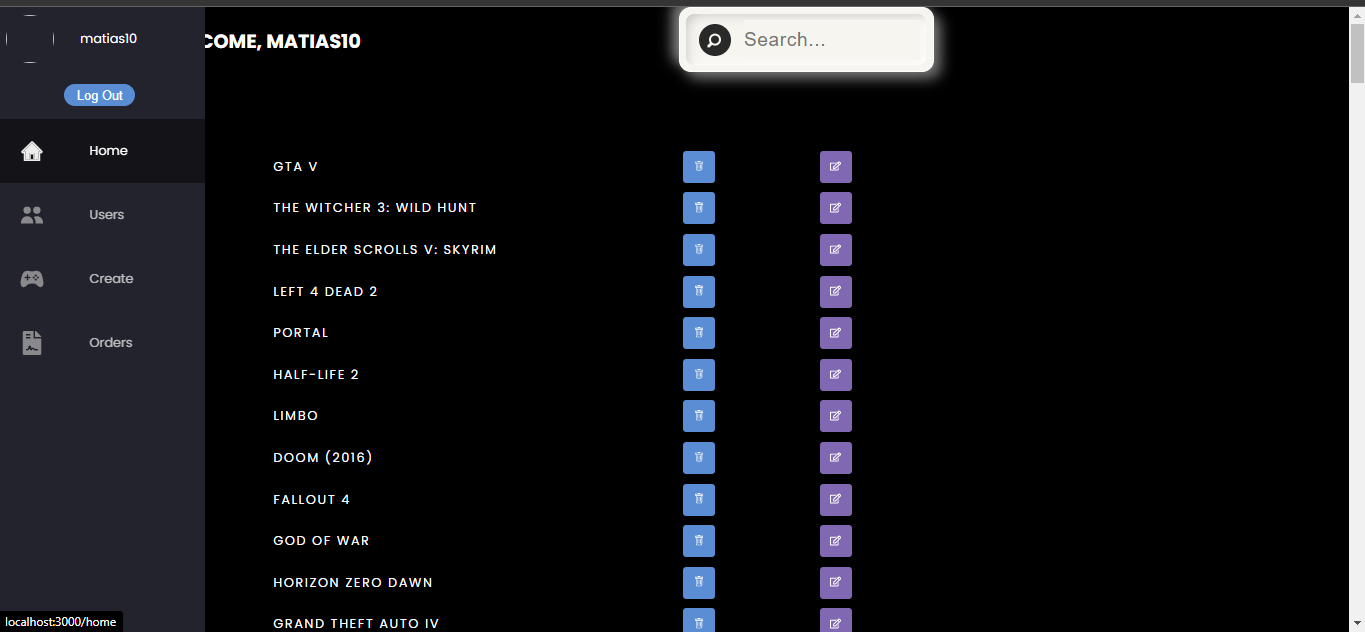 matias10
COME, MATIAS10
Search...
Log Out
Home
Users
Create
Orders
GTA V
THE WITCHER 3: WILD HUNT
THE ELDER SCROLLS V: SKYRIM
LEFT 4 DEAD 2
PORTAL
HALF-LIFE 2
LIMBO
DOOM (2016)
FALLOUT 4
GOD OF WAR
HORIZON ZERO DAWN
GRAND THEFT AUTO IV
localhost:3000/home